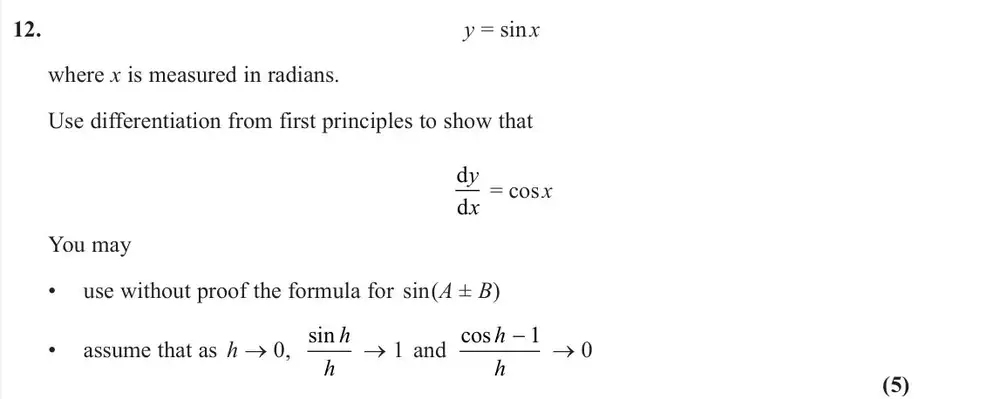 12. y = sin x
where x is measured in radians.
Use differentiation from first principles to show that
dy/dx = cos x
You may
• use without proof the formula for sin(A ± B)
• assume that as h → 0, sin h/h → 1 and cos h − 1/h → 0
(5)